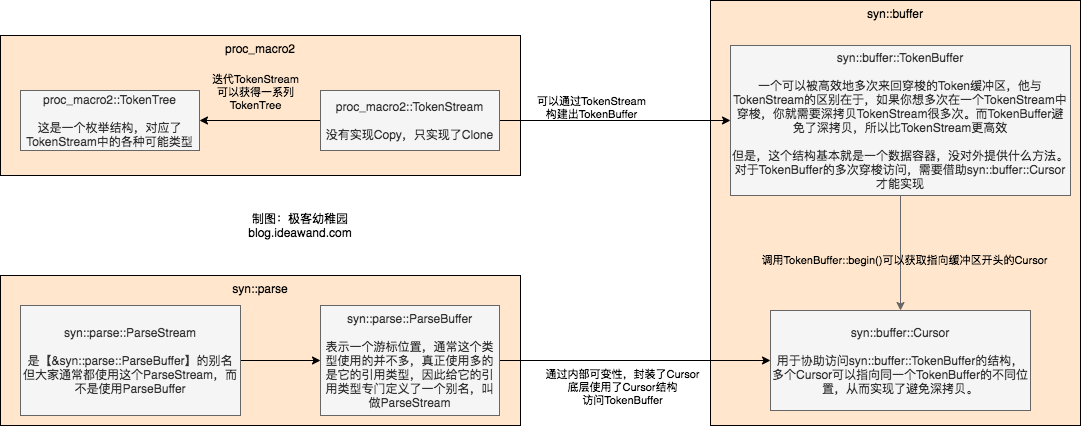 proc_macro2
proc_macro2::TokenTree
这是一个枚举结构，对应了
TokenStream中的各种可能类型
迭代TokenStream
可以获得一系列
TokenTree
proc_macro2::TokenStream
没有实现Copy，只实现了Clone
可以通过TokenStream
构建出TokenBuffer
syn::buffer
syn::buffer::TokenBuffer
一个可以被高效地多次来回穿梭的Token缓冲区，他与
TokenStream的区别在于，如果你想多次在一个TokenStream中
穿梭，你就需要深拷贝TokenStream很多次。而TokenBuffer避
免了深拷贝，所以比TokenStream更高效
但是，这个结构基本就是一个数据容器，没对外提供什么方法。
对于TokenBuffer的多次穿梭访问，需要借助syn::buffer::Cursor
才能实现
调用TokenBuffer::begin()可以获取指向缓冲区开头的Cursor
syn::buffer::Cursor
用于协助访问syn::buffer::TokenBuffer的结构，
多个Cursor可以指向同一个TokenBuffer的不同位
置，从而实现了避免深拷贝。
制图：极客幼稚园
blog.ideawand.com
syn::parse
syn::parse::ParseStream
是【&syn::parse::ParseBuffer】的别名
但大家通常都使用这个ParseStream，而
不是使用ParseBuffer
syn::parse::ParseBuffer
表示一个游标位置，通常这个类
型使用的并不多，真正使用多的
是它的引用类型，因此给它的引
用类型专门定义了一个别名，叫
做ParseStream
通过内部可变性，封装了Cursor
底层使用了Cursor结构
访问TokenBuffer